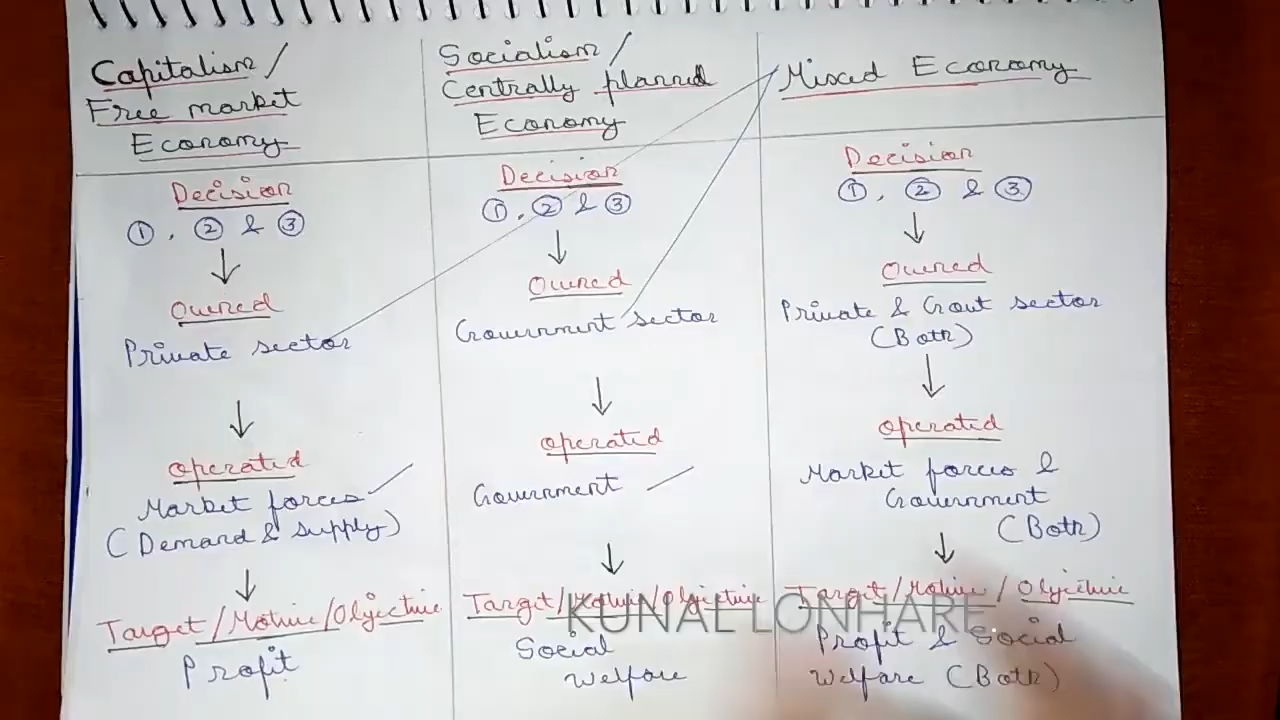 Capitalism /
Free market
Economy
Decision
①, ② & ③
Owned
Private sector
Operated
Market forces
(Demand & supply)
Target/Motive/Objective
Profit
Socialism /
Centrally planned
Economy
Decision
①, ② & ③
Owned
Government sector
Operated
Government
Target/Motive/Objective
Social
welfare
Mixed Economy
Decision
①, ② & ③
Owned
Private & Govt sector
(Both)
Operated
Market forces &
Government
(Both)
Target/Motive/Objective
Profit & Social
welfare (Both)
KUNAL LONHARE.